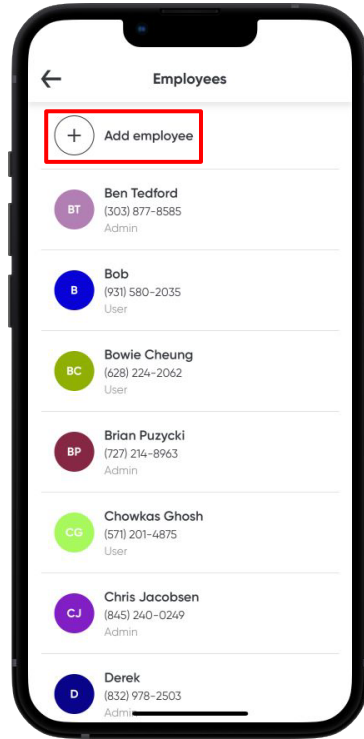 Employees
+ Add employee
BT
Ben Tedford
(303) 877-8585
Admin
B
Bob
(931) 580-2035
User
BC
Bowie Cheung
(628) 224-2062
User
BP
Brian Puzycki
(727) 214-8963
Admin
CG
Chowkas Ghosh
(571) 201-4875
User
CJ
Chris Jacobsen
(845) 240-0249
Admin
D
Derek
(832) 978-2503
Admin